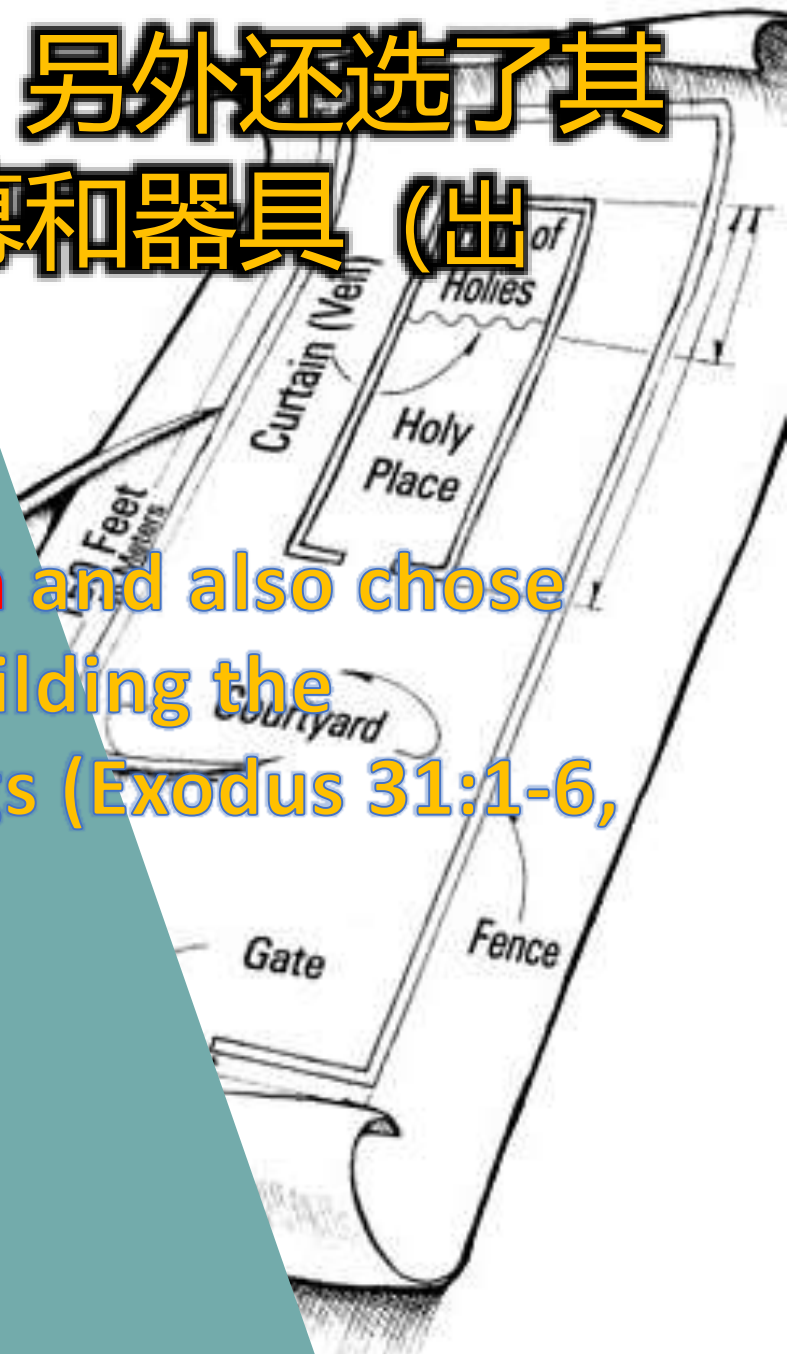 另外还选了其
和器具（出
of
Holies
Curtain (Veil)
Holy
Place
Feet
Meters
and also chose
the
Courtyard
(Exodus 31:1-6,
Gate
Fence